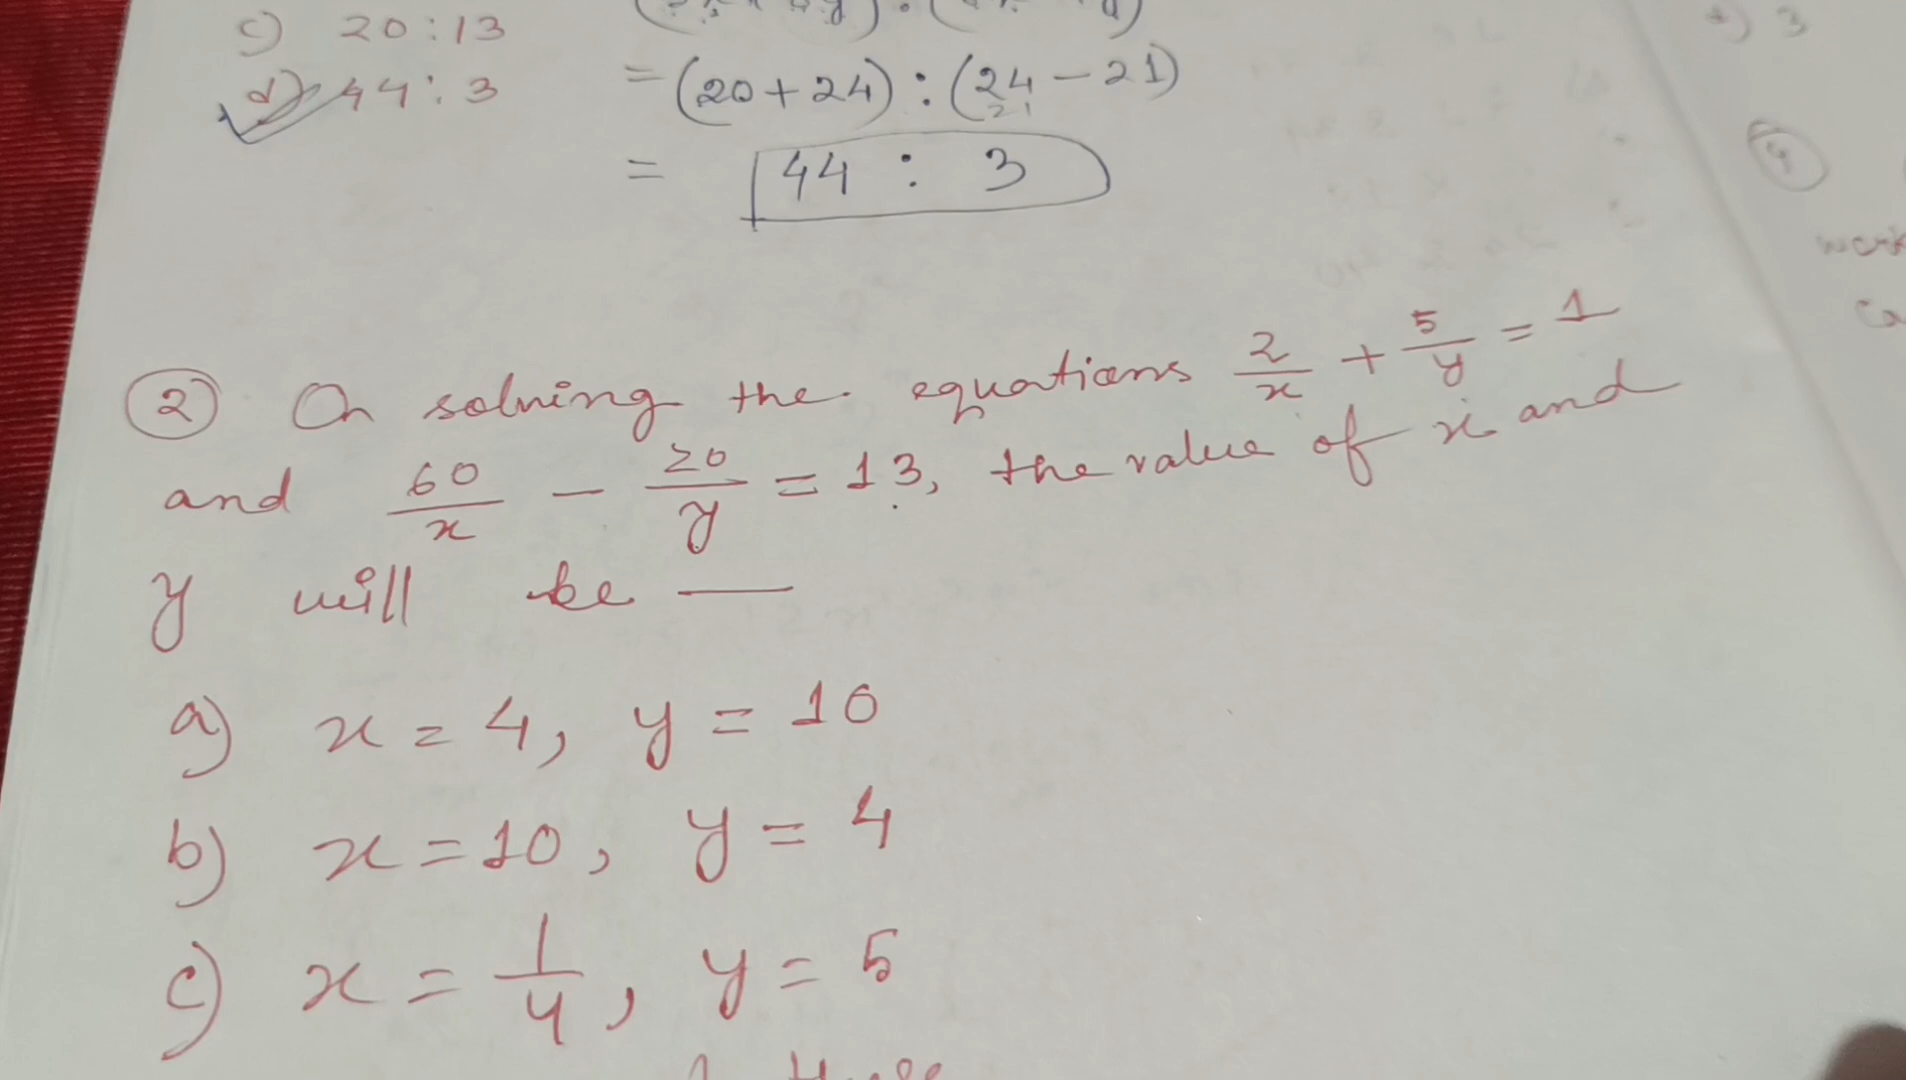 c) 20:13
d) 44:3
=(20+24):(24-21)
21
= 44 : 3
② On solving the equations 2/x + 5/y = 1
and 60/x - 20/y = 13, the value of x and
y will be —
a) x = 4, y = 10
b) x = 10, y = 4
c) x = 1/4, y = 5